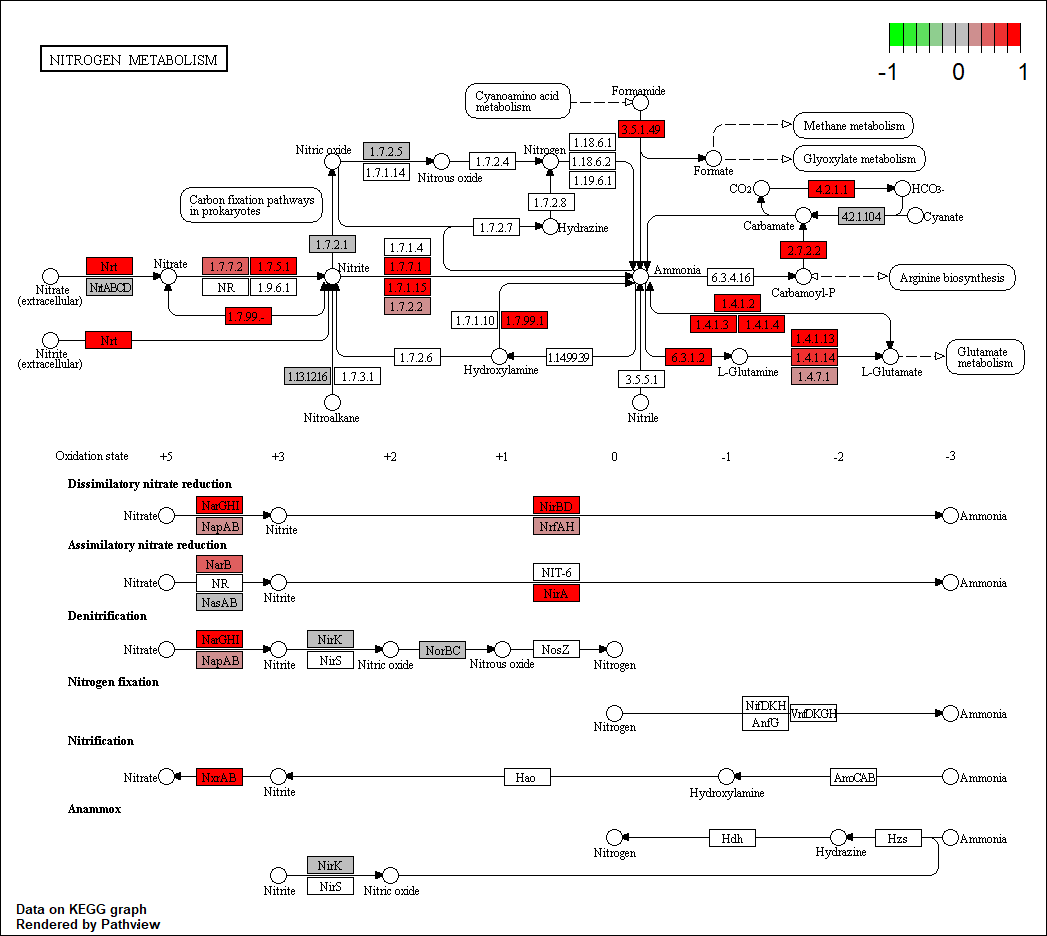 NITROGEN METABOLISM
-1 0 1
Cyanoamino acid
metabolism
Formamide
3.5.1.49
Methane metabolism
Nitric oxide
1.7.2.5
1.7.1.14
Nitrous oxide
1.7.2.4
Nitrogen
1.18.6.1
1.18.6.2
1.19.6.1
Formate
Glyoxylate metabolism
Carbon fixation pathways
in prokaryotes
1.7.2.8
CO2
4.2.1.1
HCO3-
1.7.2.7
Hydrazine
Carbamate
4.2.1.104
Cyanate
1.7.2.1
1.7.1.4
2.7.2.2
Nrt
NrtABCD
Nitrate
(extracellular)
Nitrate
1.7.7.2
1.7.5.1
NR
1.9.6.1
Nitrite
1.7.7.1
1.7.1.15
1.7.2.2
Ammonia
6.3.4.16
Carbamoyl-P
Arginine biosynthesis
1.7.99.-
1.7.1.10
1.7.99.1
1.4.1.2
1.4.1.3
1.4.1.4
Nrt
Nitrite
(extracellular)
1.7.2.6
Hydroxylamine
1.14.99.39
6.3.1.2
L-Glutamine
1.4.1.13
1.4.1.14
1.4.7.1
L-Glutamate
Glutamate
metabolism
1.13.12.16
1.7.3.1
3.5.5.1
Nitroalkane
Nitrile
Oxidation state +5 +3 +2 +1 0 -1 -2 -3
Dissimilatory nitrate reduction
Nitrate
NarGHI
NapAB
Nitrite
NirBD
NrfAH
Ammonia
Assimilatory nitrate reduction
Nitrate
NarB
NR
NasAB
Nitrite
NIT-6
NirA
Ammonia
Denitrification
Nitrate
NarGHI
NapAB
Nitrite
NirK
NirS
Nitric oxide
NorBC
Nitrous oxide
NosZ
Nitrogen
Nitrogen fixation
Nitrogen
NifDKH
AnfG
VnfDKGH
Ammonia
Nitrification
Nitrate
NxrAB
Nitrite
Hao
Hydroxylamine
AmoCAB
Ammonia
Anammox
Nitrogen
Hdh
Hydrazine
Hzs
Ammonia
Nitrite
NirK
NirS
Nitric oxide
Data on KEGG graph
Rendered by Pathview